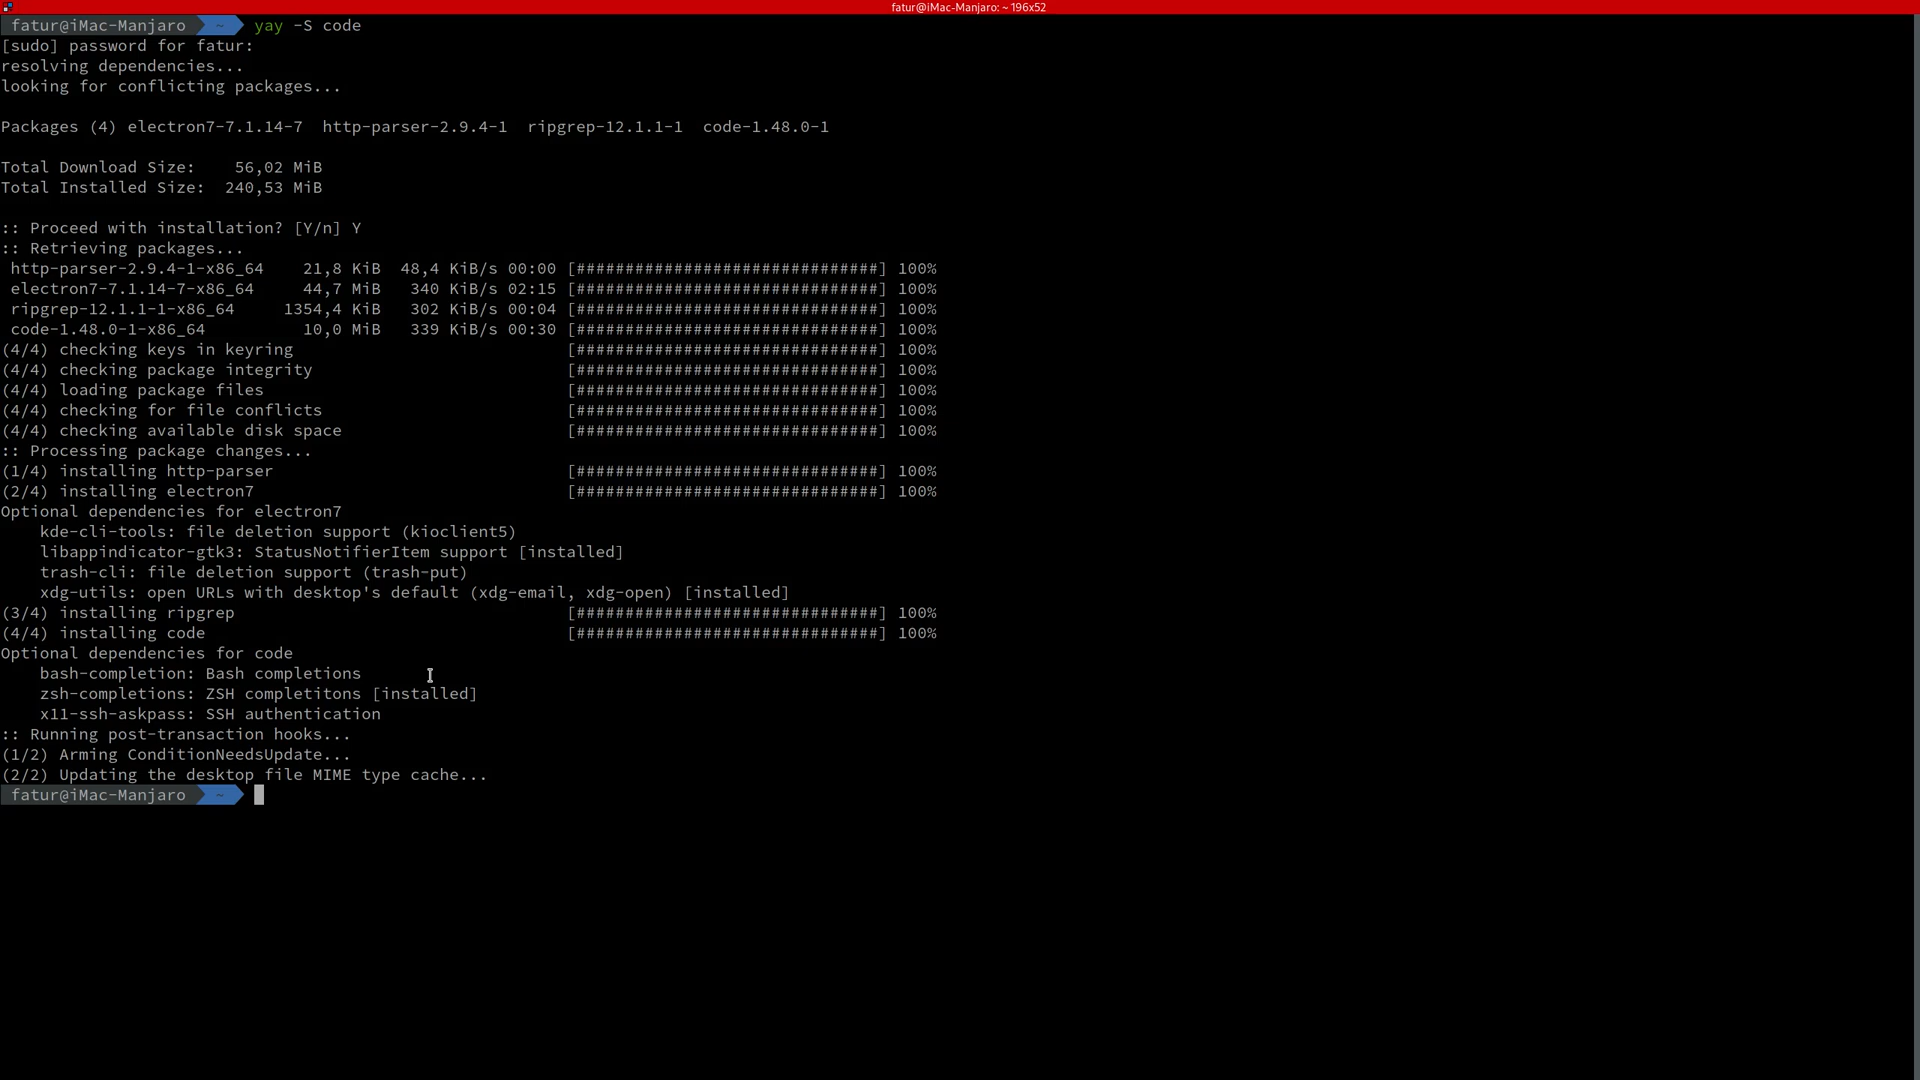 fatur@iMac-Manjaro: ~ 196x52
fatur@iMac-Manjaro ~ yay -S code
[sudo] password for fatur:
resolving dependencies...
looking for conflicting packages...
Packages (4) electron7-7.1.14-7  http-parser-2.9.4-1  ripgrep-12.1.1-1  code-1.48.0-1
Total Download Size:    56,02 MiB
Total Installed Size:  240,53 MiB
:: Proceed with installation? [Y/n] Y
:: Retrieving packages...
http-parser-2.9.4-1-x86_64    21,8 KiB  48,4 KiB/s 00:00 [###############################] 100%
electron7-7.1.14-7-x86_64     44,7 MiB   340 KiB/s 02:15 [###############################] 100%
ripgrep-12.1.1-1-x86_64     1354,4 KiB   302 KiB/s 00:04 [###############################] 100%
code-1.48.0-1-x86_64          10,0 MiB   339 KiB/s 00:30 [###############################] 100%
(4/4) checking keys in keyring [###############################] 100%
(4/4) checking package integrity [###############################] 100%
(4/4) loading package files [###############################] 100%
(4/4) checking for file conflicts [###############################] 100%
(4/4) checking available disk space [###############################] 100%
:: Processing package changes...
(1/4) installing http-parser [###############################] 100%
(2/4) installing electron7 [###############################] 100%
Optional dependencies for electron7
kde-cli-tools: file deletion support (kioclient5)
libappindicator-gtk3: StatusNotifierItem support [installed]
trash-cli: file deletion support (trash-put)
xdg-utils: open URLs with desktop's default (xdg-email, xdg-open) [installed]
(3/4) installing ripgrep [###############################] 100%
(4/4) installing code [###############################] 100%
Optional dependencies for code
bash-completion: Bash completions
zsh-completions: ZSH completitons [installed]
x11-ssh-askpass: SSH authentication
:: Running post-transaction hooks...
(1/2) Arming ConditionNeedsUpdate...
(2/2) Updating the desktop file MIME type cache...
fatur@iMac-Manjaro ~